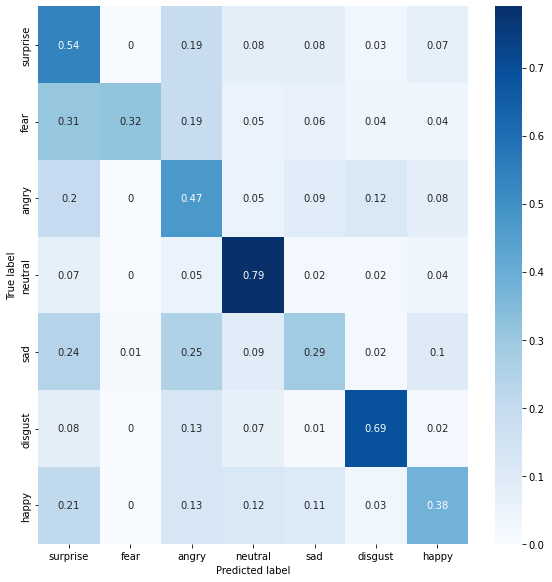 surprise 0.54 0 0.19 0.08 0.08 0.03 0.07
fear 0.31 0.32 0.19 0.05 0.06 0.04 0.04
angry 0.2 0 0.47 0.05 0.09 0.12 0.08
neutral 0.07 0 0.05 0.79 0.02 0.02 0.04
sad 0.24 0.01 0.25 0.09 0.29 0.02 0.1
disgust 0.08 0 0.13 0.07 0.01 0.69 0.02
happy 0.21 0 0.13 0.12 0.11 0.03 0.38
True label
surprise fear angry neutral sad disgust happy
Predicted label
0.7
0.6
0.5
0.4
0.3
0.2
0.1
0.0